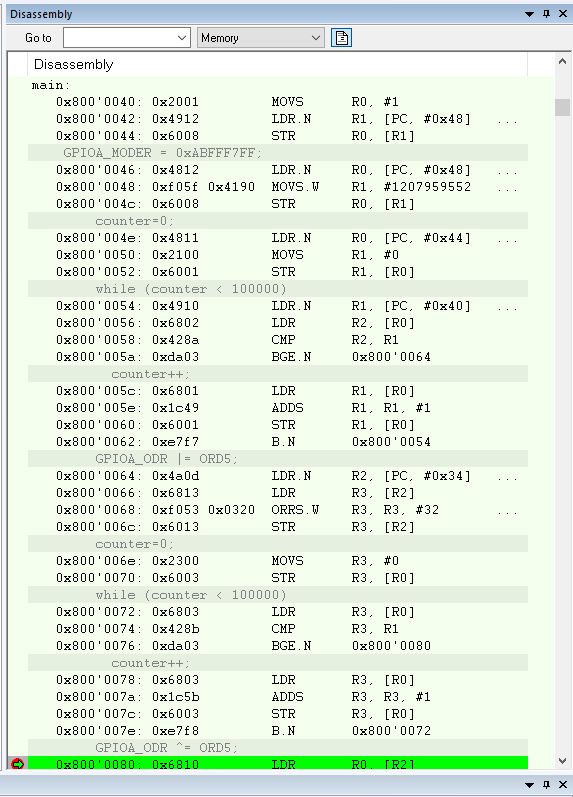 Disassembly
Go to Memory
Disassembly
main:
0x800'0040: 0x2001 MOVS R0, #1
0x800'0042: 0x4912 LDR.N R1, [PC, #0x48] ...
0x800'0044: 0x6008 STR R0, [R1]
GPIOA_MODER = 0xABFFF7FF;
0x800'0046: 0x4812 LDR.N R0, [PC, #0x48] ...
0x800'0048: 0xf05f 0x4190 MOVS.W R1, #1207959552
0x800'004c: 0x6008 STR R0, [R1]
counter=0;
0x800'004e: 0x4811 LDR.N R0, [PC, #0x44] ...
0x800'0050: 0x2100 MOVS R1, #0
0x800'0052: 0x6001 STR R1, [R0]
while (counter < 100000)
0x800'0054: 0x4910 LDR.N R1, [PC, #0x40] ...
0x800'0056: 0x6802 LDR R2, [R0]
0x800'0058: 0x428a CMP R2, R1
0x800'005a: 0xda03 BGE.N 0x800'0064
counter++;
0x800'005c: 0x6801 LDR R1, [R0]
0x800'005e: 0x1c49 ADDS R1, R1, #1
0x800'0060: 0x6001 STR R1, [R0]
0x800'0062: 0xe7f7 B.N 0x800'0054
GPIOA_ODR |= ORD5;
0x800'0064: 0x4a0d LDR.N R2, [PC, #0x34] ...
0x800'0066: 0x6813 LDR R3, [R2]
0x800'0068: 0xf053 0x0320 ORRS.W R3, R3, #32 ...
0x800'006c: 0x6013 STR R3, [R2]
counter=0;
0x800'006e: 0x2300 MOVS R3, #0
0x800'0070: 0x6003 STR R3, [R0]
while (counter < 100000)
0x800'0072: 0x6803 LDR R3, [R0]
0x800'0074: 0x428b CMP R3, R1
0x800'0076: 0xda03 BGE.N 0x800'0080
counter++;
0x800'0078: 0x6803 LDR R3, [R0]
0x800'007a: 0x1c5b ADDS R3, R3, #1
0x800'007c: 0x6003 STR R3, [R0]
0x800'007e: 0xe7f8 B.N 0x800'0072
GPIOA_ODR ^= ORD5;
0x800'0080: 0x6810 LDR R0, [R2]